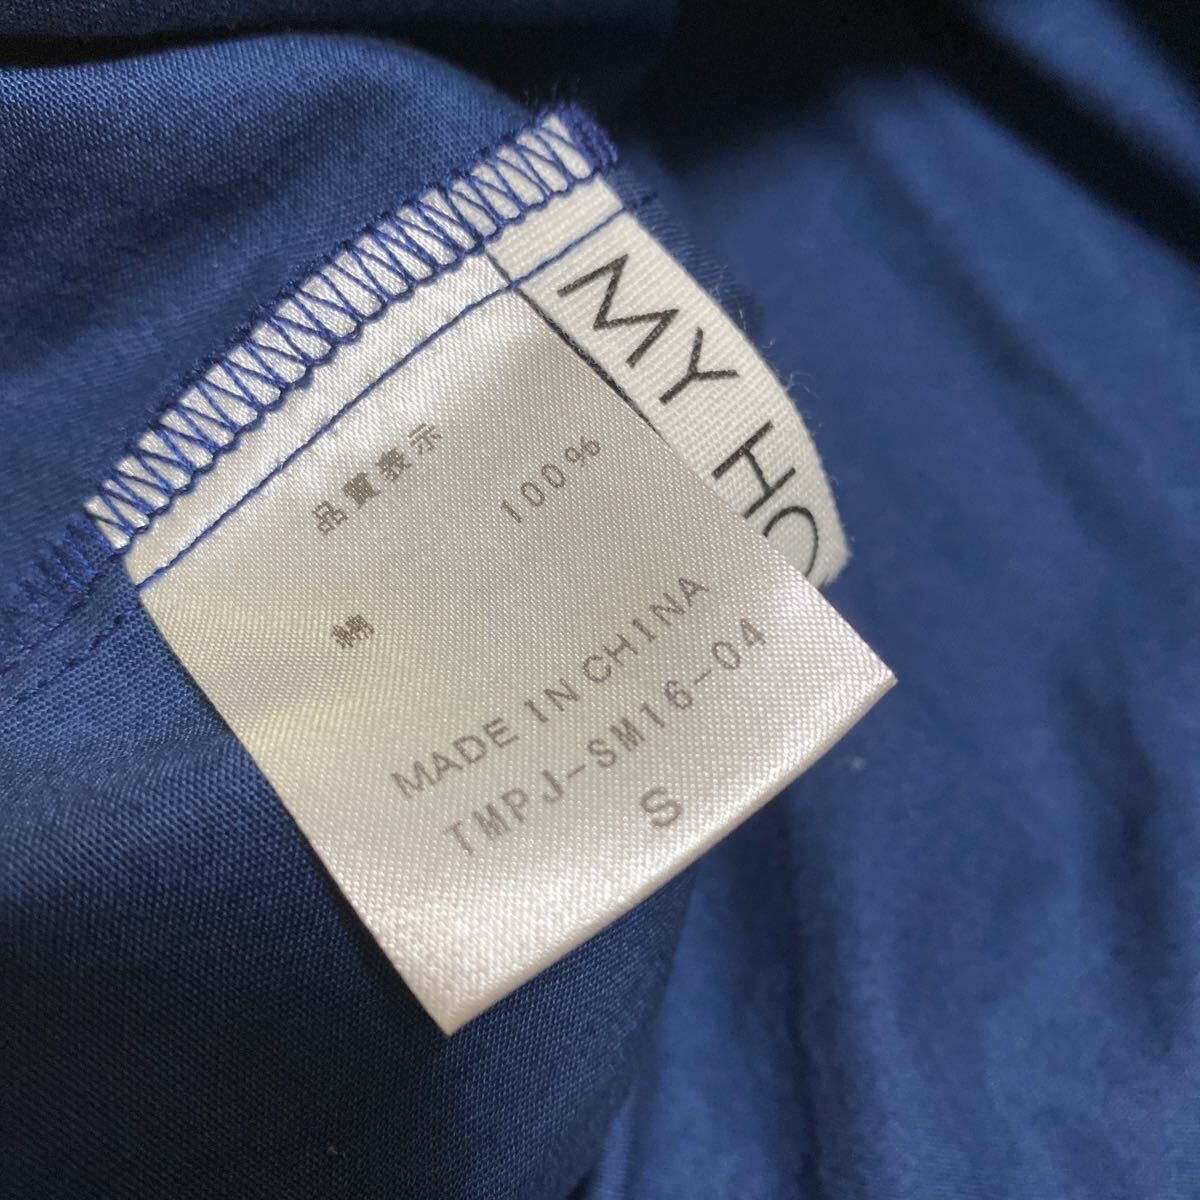 品質表示
綿 100%
MADE IN CHINA
TMPJ-SM16-04
S
MY HO